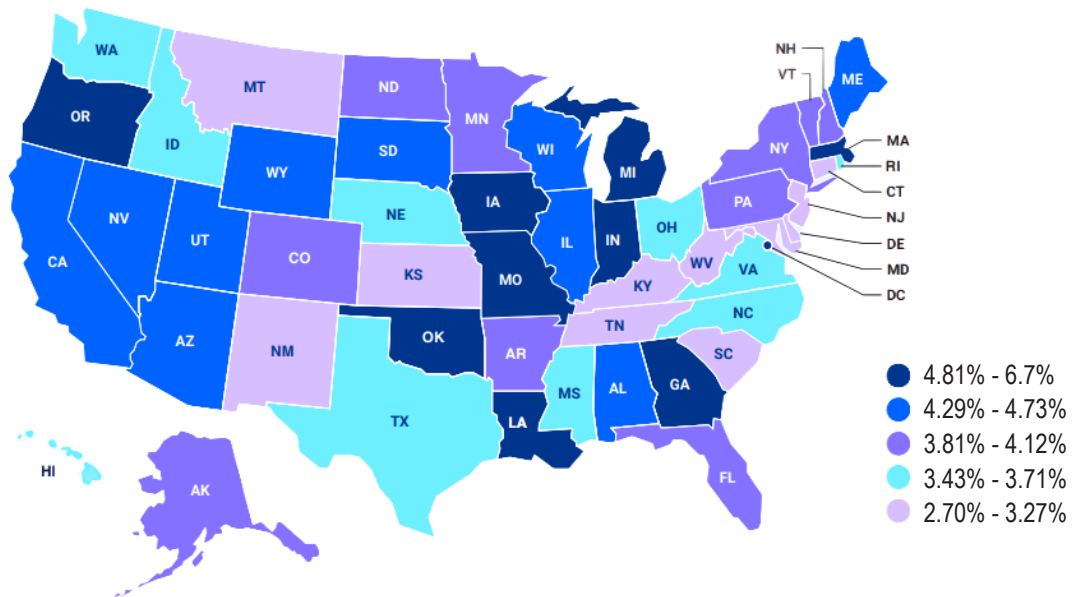 WA
MT
ND
MN
OR
ID
WY
SD
WI
MI
NH
VT
ME
NY
MA
RI
CT
NJ
DE
MD
DC
PA
NV
UT
CA
CO
NE
IA
IL
IN
OH
WV
VA
KS
MO
KY
NC
TN
SC
AZ
NM
OK
AR
TX
LA
MS
AL
GA
FL
HI
AK
4.81% - 6.7%
4.29% - 4.73%
3.81% - 4.12%
3.43% - 3.71%
2.70% - 3.27%